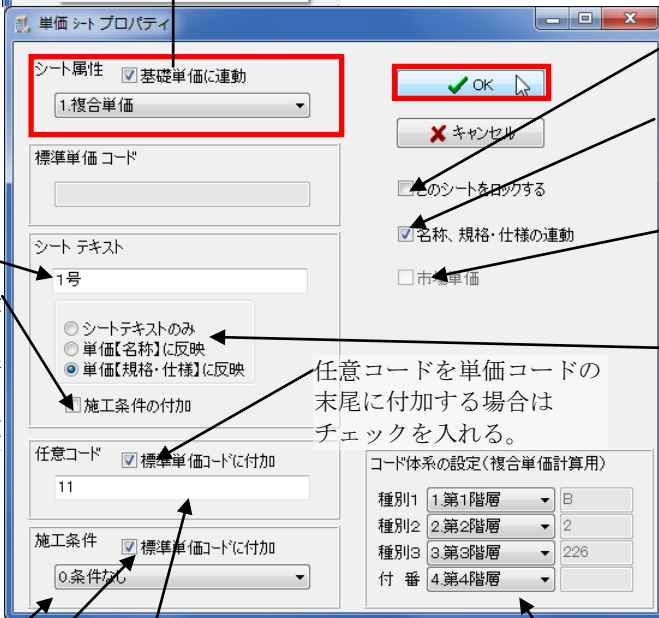 単価 シート プロパティ
シート属性 基礎単価に連動
1.複合単価
OK
キャンセル
標準単価 コード
このシートをロックする
名称、規格・仕様の連動
市場単価
シート テキスト
1号
シートテキストのみ
単価【名称】に反映
単価【規格・仕様】に反映
施工条件の付加
任意コードを単価コードの
末尾に付加する場合は
チェックを入れる。
任意コード 標準単価コードに付加
11
施工条件 標準単価コードに付加
0.条件なし
コード体系の設定(複合単価計算用)
種別1 1.第1階層 B
種別2 2.第2階層 2
種別3 3.第3階層 226
付 番 4.第4階層